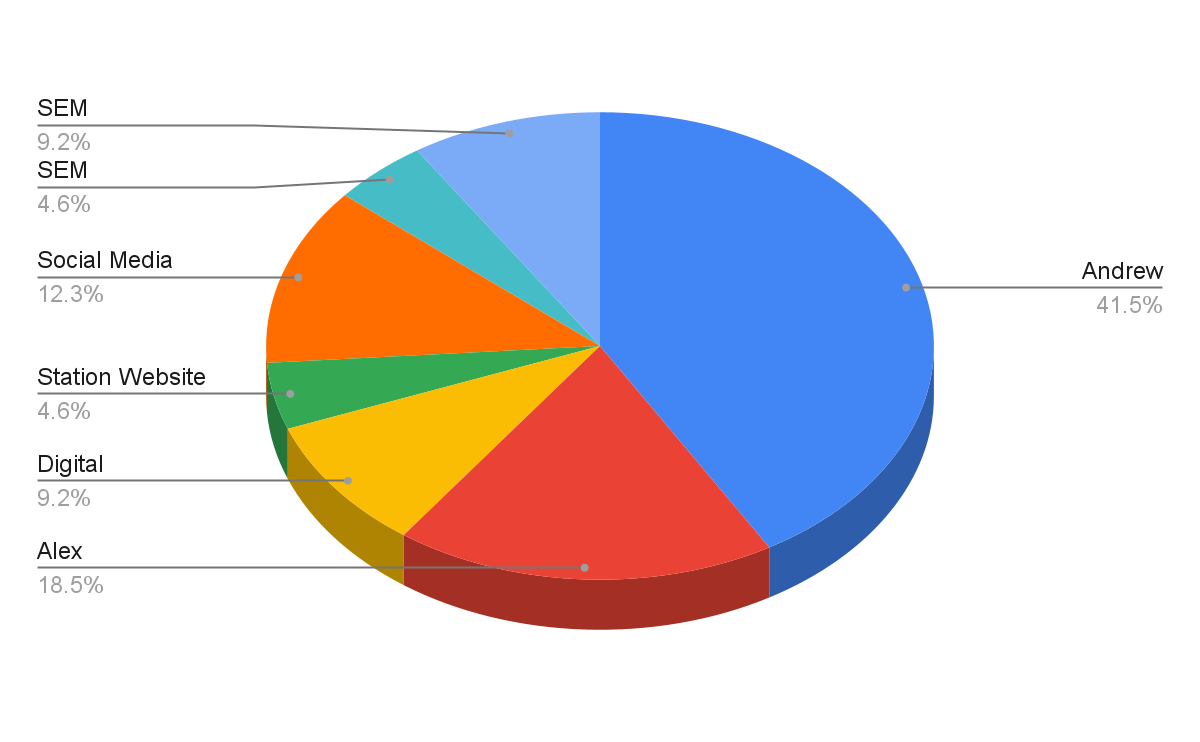 SEM
9.2%
SEM
4.6%
Social Media
12.3%
Station Website
4.6%
Digital
9.2%
Alex
18.5%
Andrew
41.5%